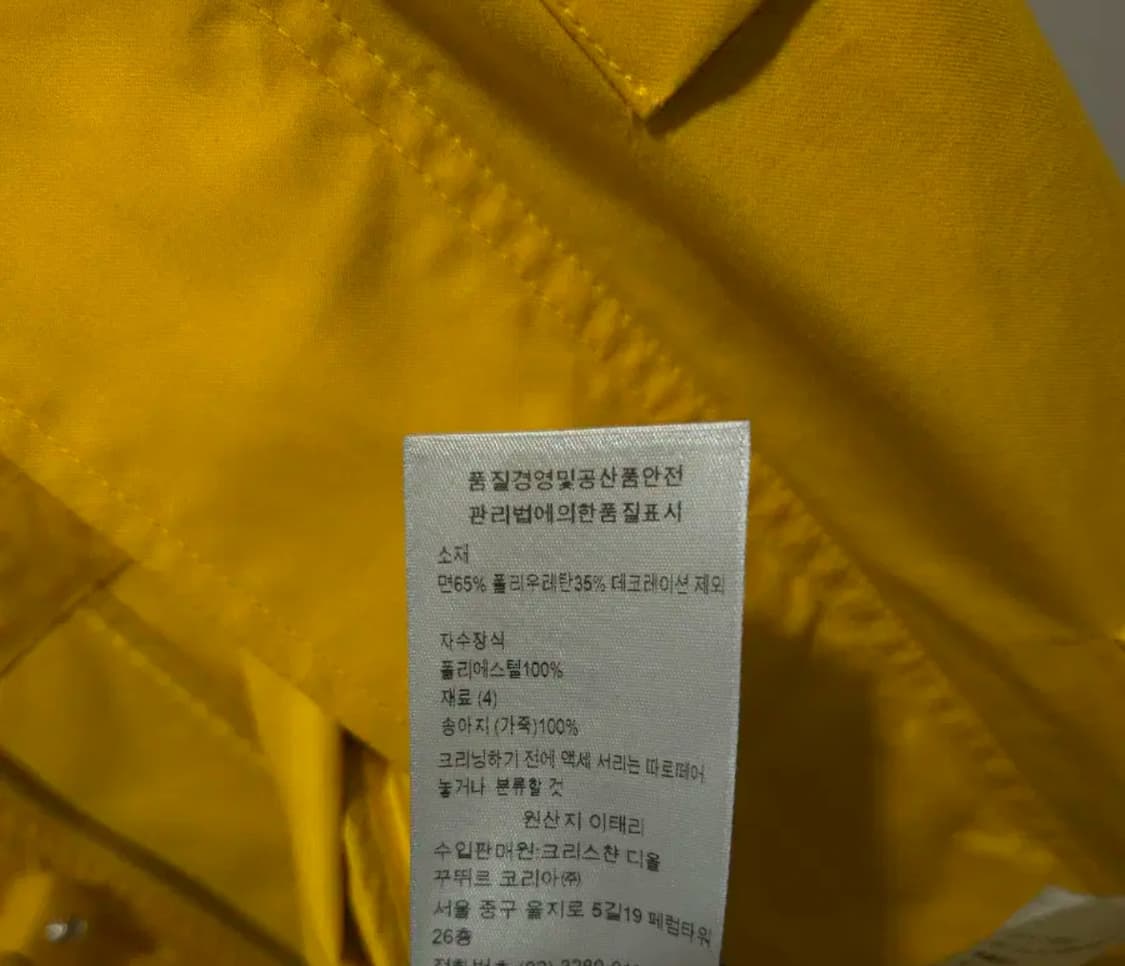 품질경영및공산품안전
관리법에의한품질표시
소재
면65% 폴리우레탄35% 데코레이션 제외
자수장식
폴리에스텔100%
재료 (4)
송아지 (가죽)100%
크리닝하기 전에 액세 서리는 따로떼어
놓거나 분류할 것
원산지 이태리
수입판매원:크리스챤 디올
꾸뛰르 코리아㈜
서울 중구 을지로 5길19 페럼타워
26층
전화번호 (02) 3280